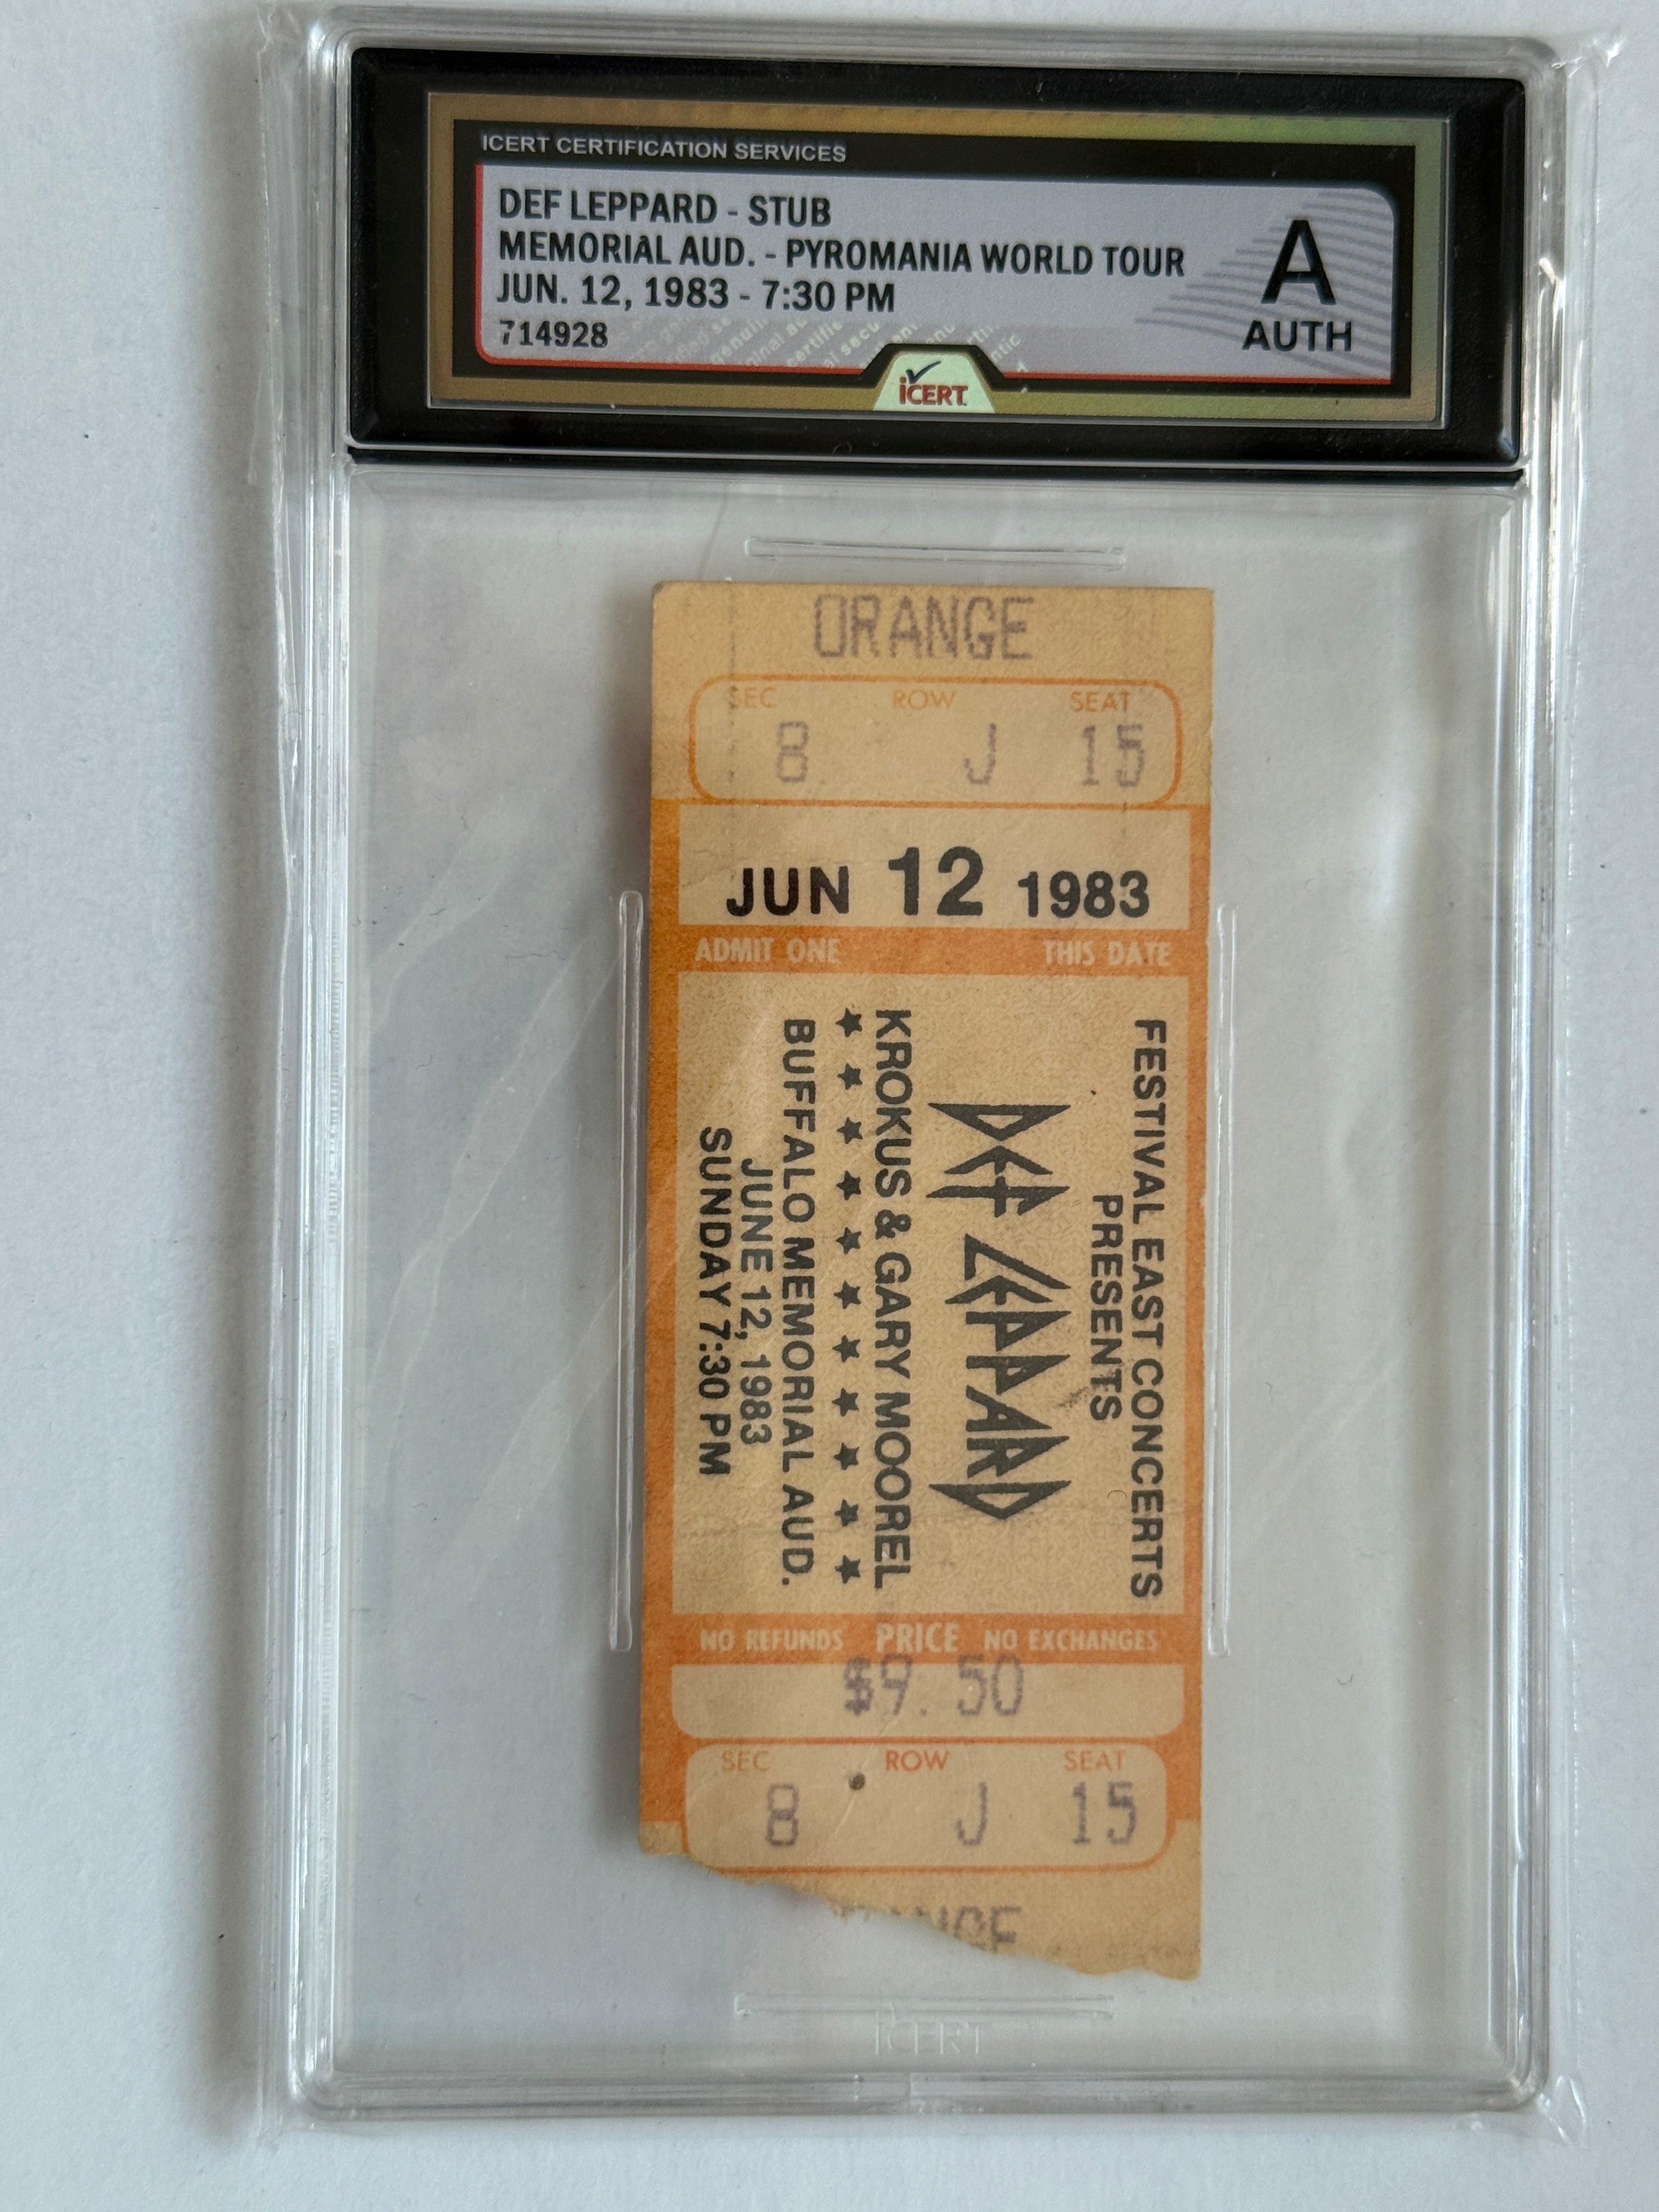 ICERT CERTIFICATION SERVICES
DEF LEPPARD - STUB
MEMORIAL AUD. - PYROMANIA WORLD TOUR
JUN. 12, 1983 - 7:30 PM
714928
A
AUTH
iCERT
ORANGE
SEC ROW SEAT
8 J 15
JUN 12 1983
ADMIT ONE THIS DATE
FESTIVAL EAST CONCERTS
PRESENTS
DEF LEPPARD
KROKUS & GARY MOOREL
★ ★ ★ ★ ★ ★ ★ ★ ★ ★ ★
BUFFALO MEMORIAL AUD.
JUNE 12, 1983
SUNDAY 7:30 PM
NO REFUNDS PRICE NO EXCHANGES
$9.50
SEC ROW SEAT
8 J 15
NGE
iCERT